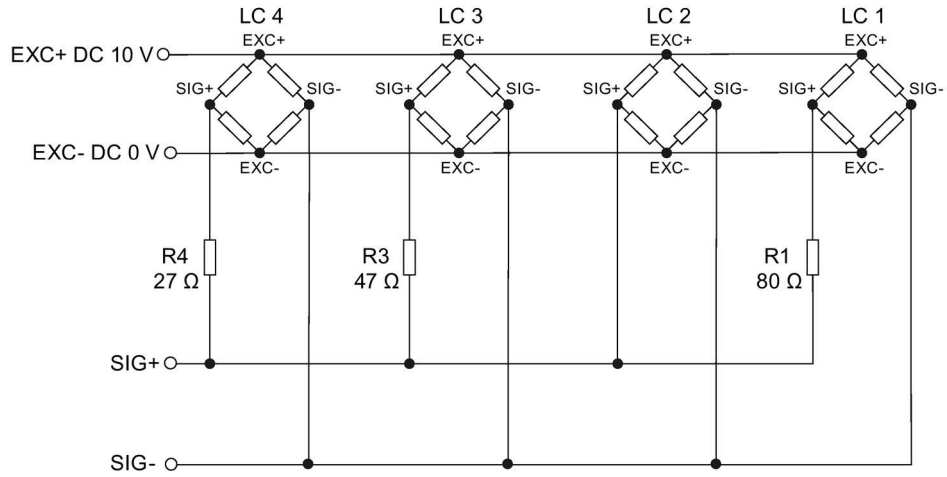 LC 4 LC 3 LC 2 LC 1
EXC+ EXC+ EXC+ EXC+
EXC+ DC 10 V
SIG+ SIG- SIG+ SIG- SIG+ SIG- SIG+ SIG-
EXC- DC 0 V
EXC- EXC- EXC- EXC-
R4 R3 R1
27 Ω 47 Ω 80 Ω
SIG+
SIG-